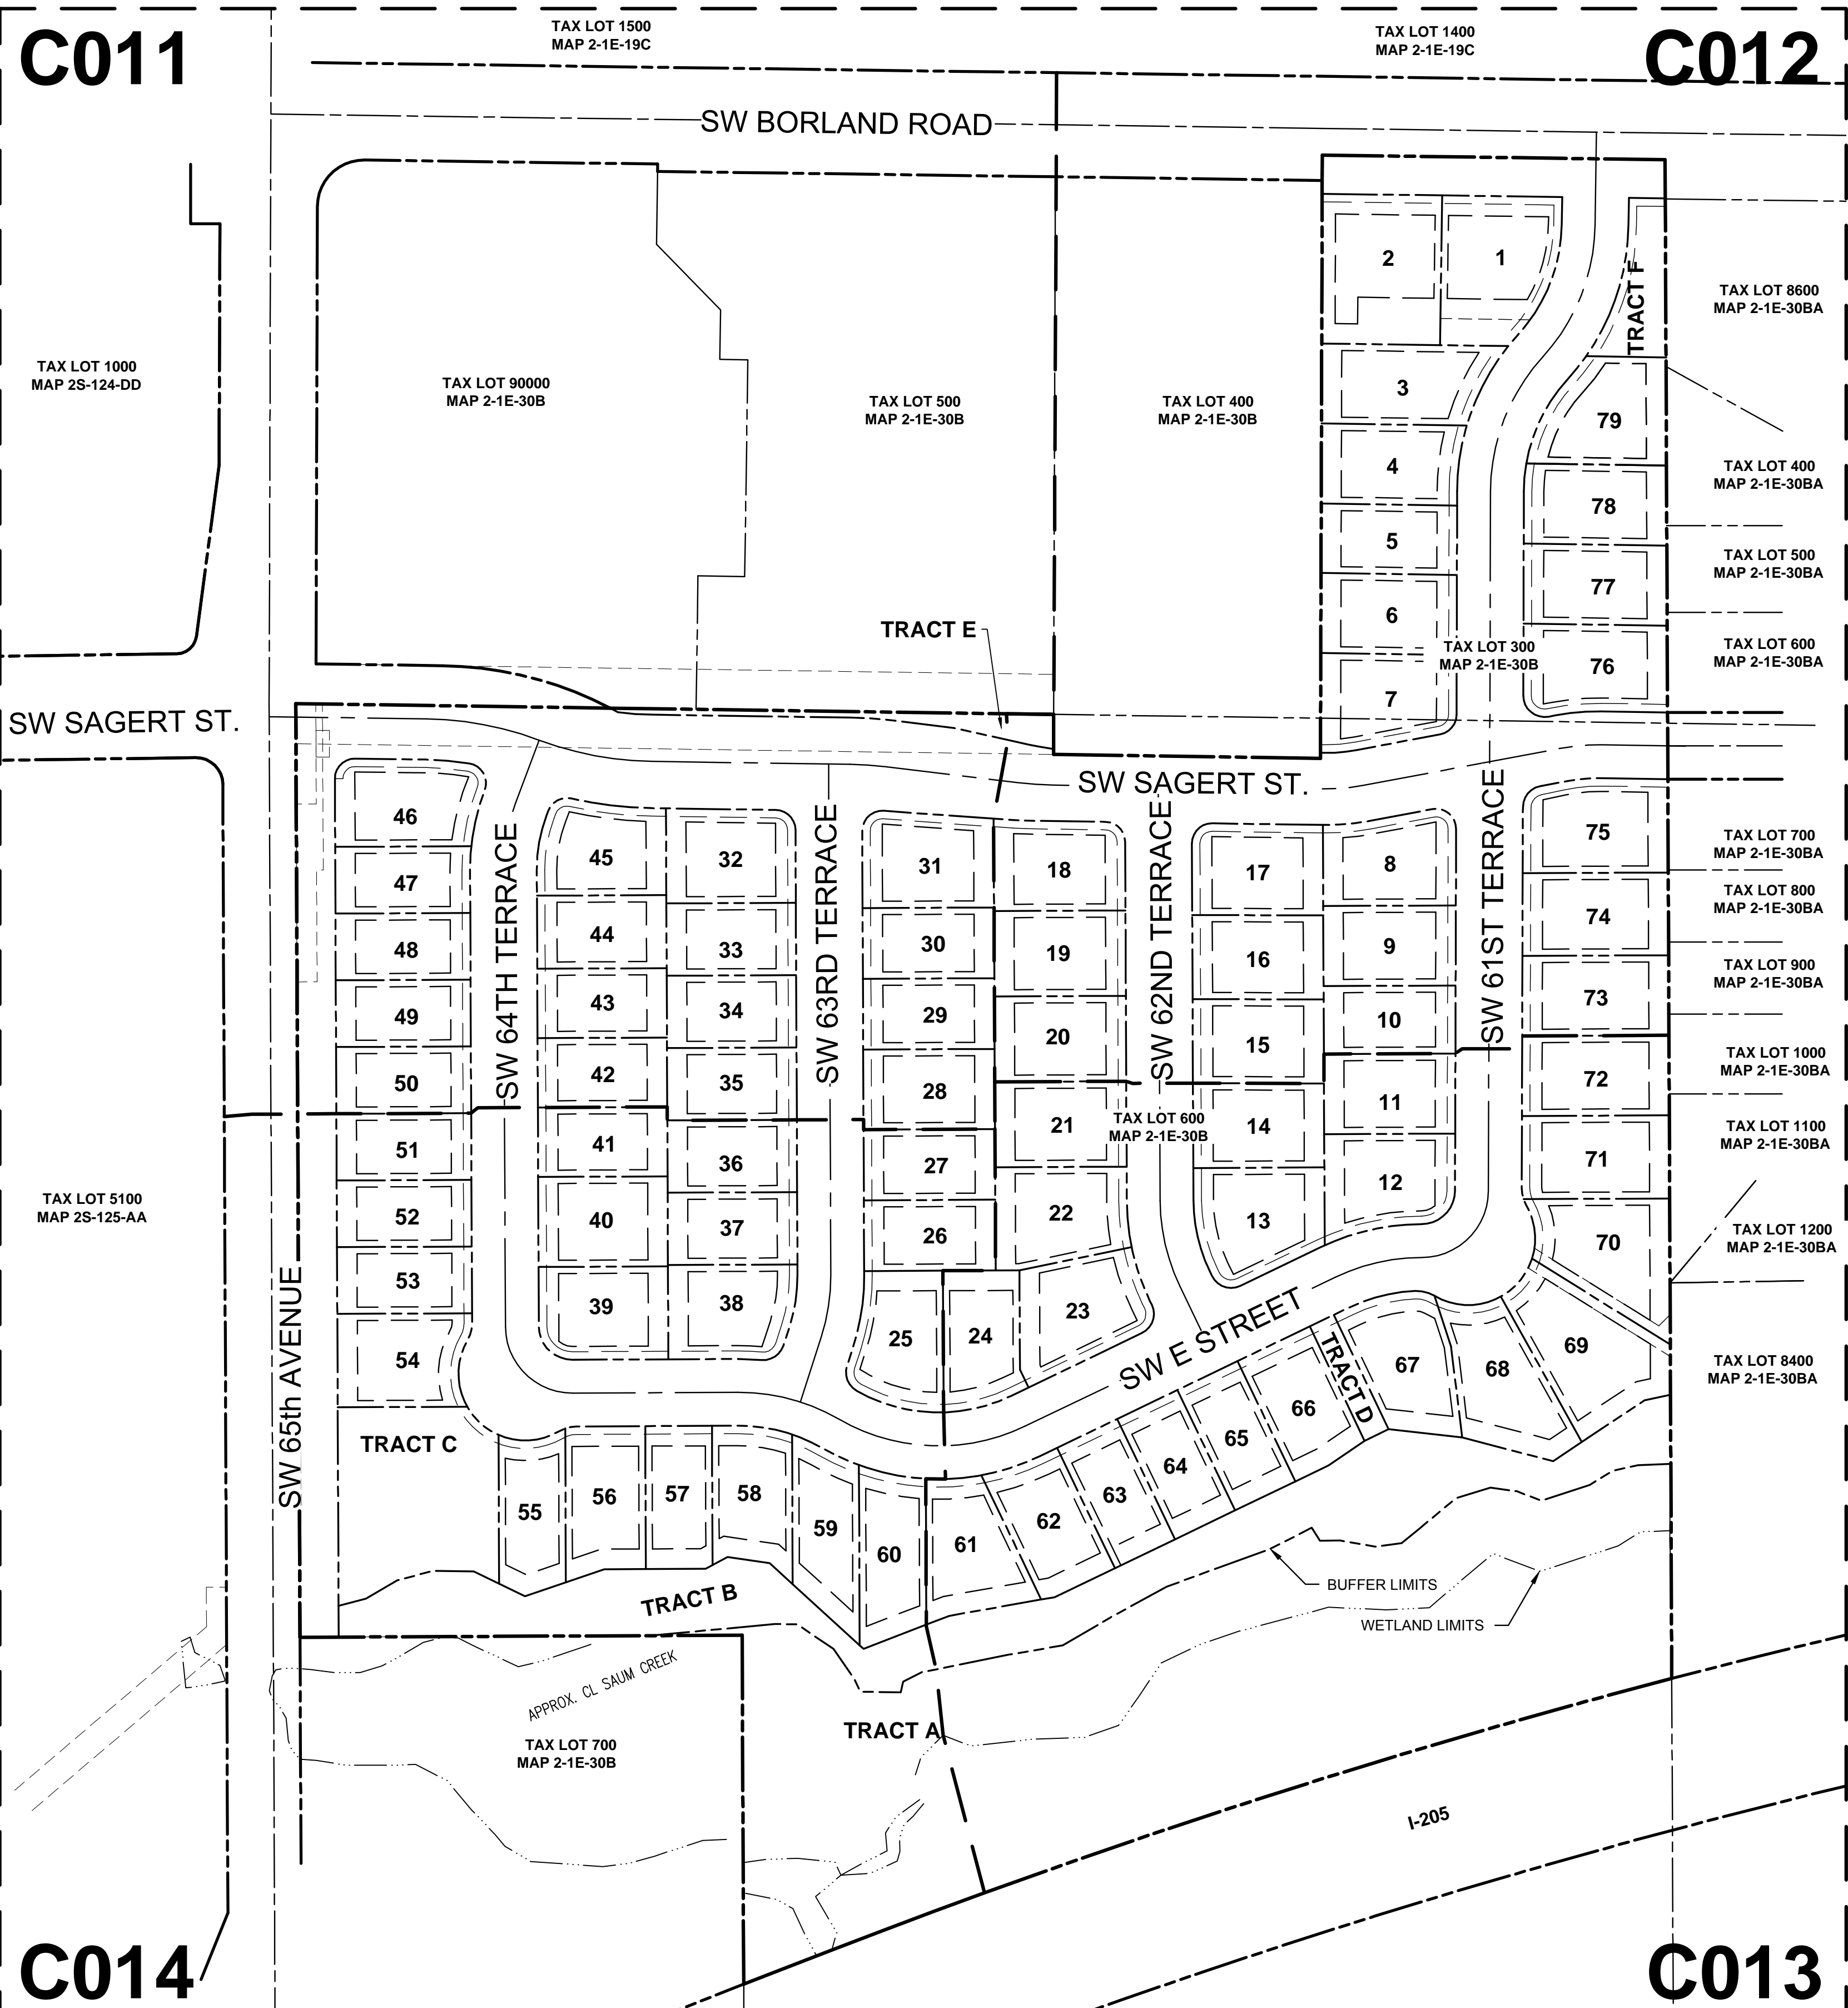 C011
TAX LOT 1500
MAP 2-1E-19C
TAX LOT 1400
MAP 2-1E-19C
C012
SW BORLAND ROAD
2
1
TRACT F
TAX LOT 8600
MAP 2-1E-30BA
TAX LOT 1000
MAP 2S-124-DD
TAX LOT 90000
MAP 2-1E-30B
TAX LOT 500
MAP 2-1E-30B
TAX LOT 400
MAP 2-1E-30B
3
79
4
TAX LOT 400
MAP 2-1E-30BA
78
5
TAX LOT 500
MAP 2-1E-30BA
77
6
TRACT E
TAX LOT 300
MAP 2-1E-30B
76
TAX LOT 600
MAP 2-1E-30BA
7
SW SAGERT ST.
SW SAGERT ST.
46
45
32
31
18
17
8
75
TAX LOT 700
MAP 2-1E-30BA
47
44
33
30
19
16
9
74
TAX LOT 800
MAP 2-1E-30BA
48
43
34
29
20
15
10
73
TAX LOT 900
MAP 2-1E-30BA
SW 64TH TERRACE
SW 63RD TERRACE
SW 62ND TERRACE
SW 61ST TERRACE
49
42
35
28
21
14
11
72
TAX LOT 1000
MAP 2-1E-30BA
50
41
36
27
TAX LOT 600
MAP 2-1E-30B
71
TAX LOT 1100
MAP 2-1E-30BA
51
40
37
26
22
13
12
70
TAX LOT 5100
MAP 2S-125-AA
52
TAX LOT 1200
MAP 2-1E-30BA
53
39
38
25
24
23
SW E STREET
54
TRACT D
67
68
69
TAX LOT 8400
MAP 2-1E-30BA
SW 65th AVENUE
TRACT C
66
65
64
63
62
61
55
56
57
58
59
60
BUFFER LIMITS
TRACT B
WETLAND LIMITS
APPROX. CL SAUM CREEK
TRACT A
TAX LOT 700
MAP 2-1E-30B
I-205
C014
C013